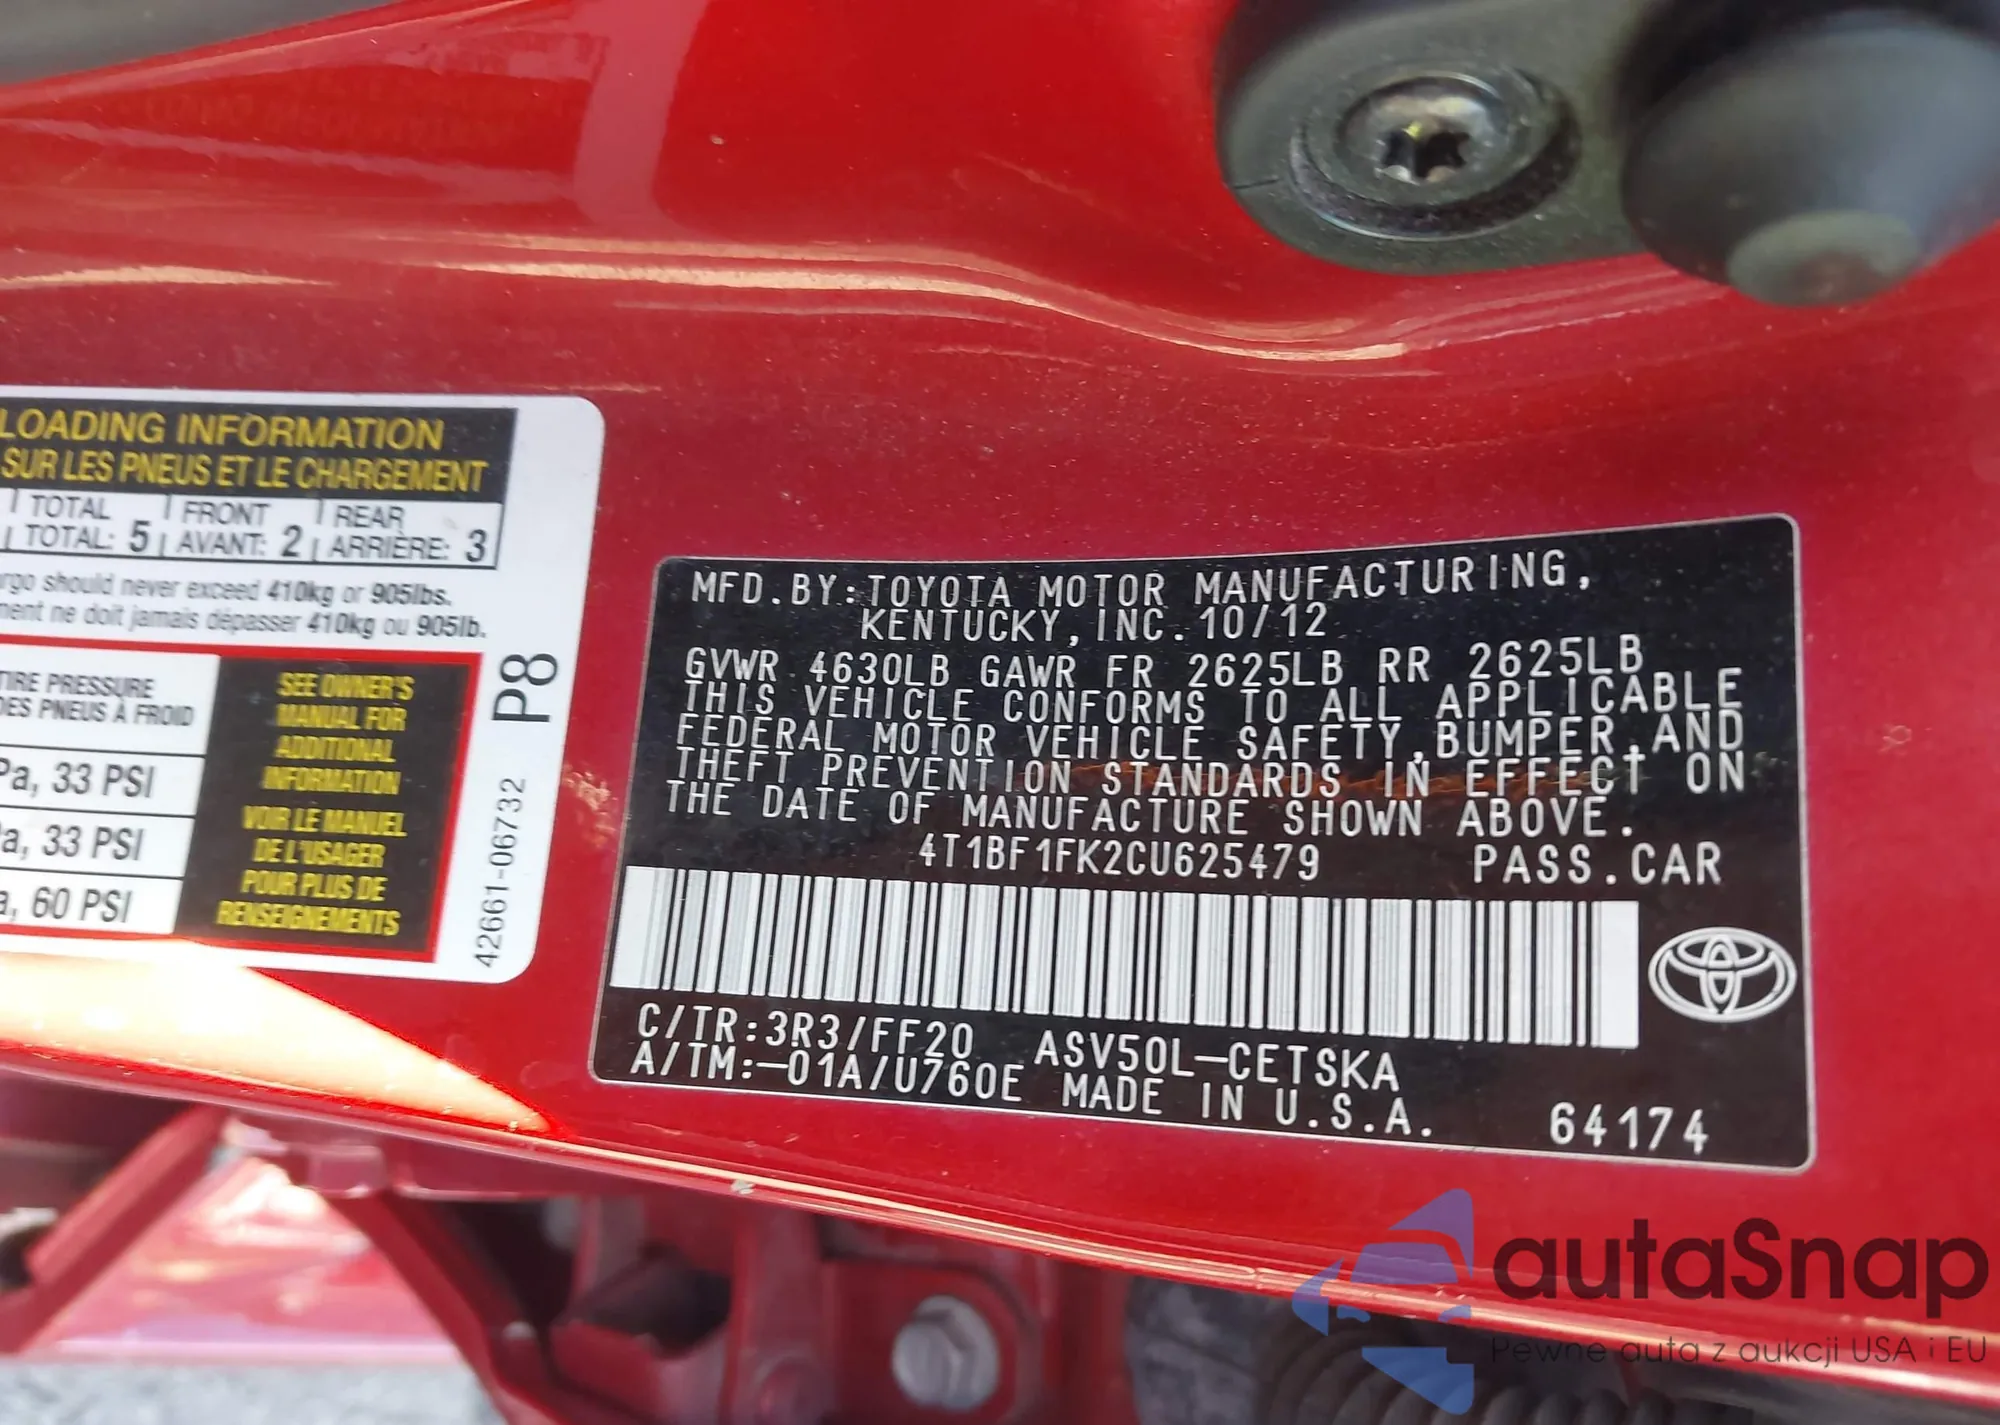 LOADING INFORMATION
SUR LES PNEUS ET LE CHARGEMENT
TOTAL FRONT REAR
TOTAL: 5 AVANT: 2 ARRIÈRE: 3
should never exceed 410kg or 905lbs.
ne doit jamais dépasser 410kg ou 905lb.
PRESSURE
PNEUS À FROID
33 PSI
33 PSI
60 PSI
SEE OWNER'S
MANUAL FOR
ADDITIONAL
INFORMATION
VOIR LE MANUEL
DE L'USAGER
POUR PLUS DE
RENSEIGNEMENTS
42661-06732 P8
MFD.BY:TOYOTA MOTOR MANUFACTURING,
KENTUCKY,INC. 10/12
GVWR 4630LB GAWR FR 2625LB RR 2625LB
THIS VEHICLE CONFORMS TO ALL APPLICABLE
FEDERAL MOTOR VEHICLE SAFETY,BUMPER,AND
THEFT PREVENTION STANDARDS IN EFFECT ON
THE DATE OF MANUFACTURE SHOWN ABOVE.
4T1BF1FK2CU625479 PASS.CAR
C/TR:3R3/FF20 ASV50L-CETSKA
A/TM:-01A/U760E MADE IN U.S.A. 64174
autaSnap
Pewne auta z aukcji USA i EU